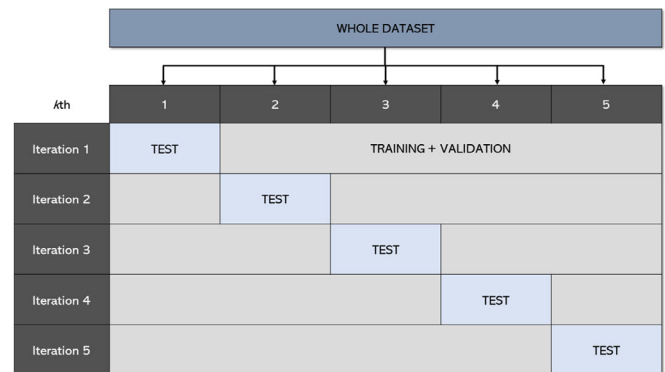 WHOLE DATASET
kth 1 2 3 4 5
Iteration 1 TEST TRAINING + VALIDATION
Iteration 2 TEST
Iteration 3 TEST
Iteration 4 TEST
Iteration 5 TEST